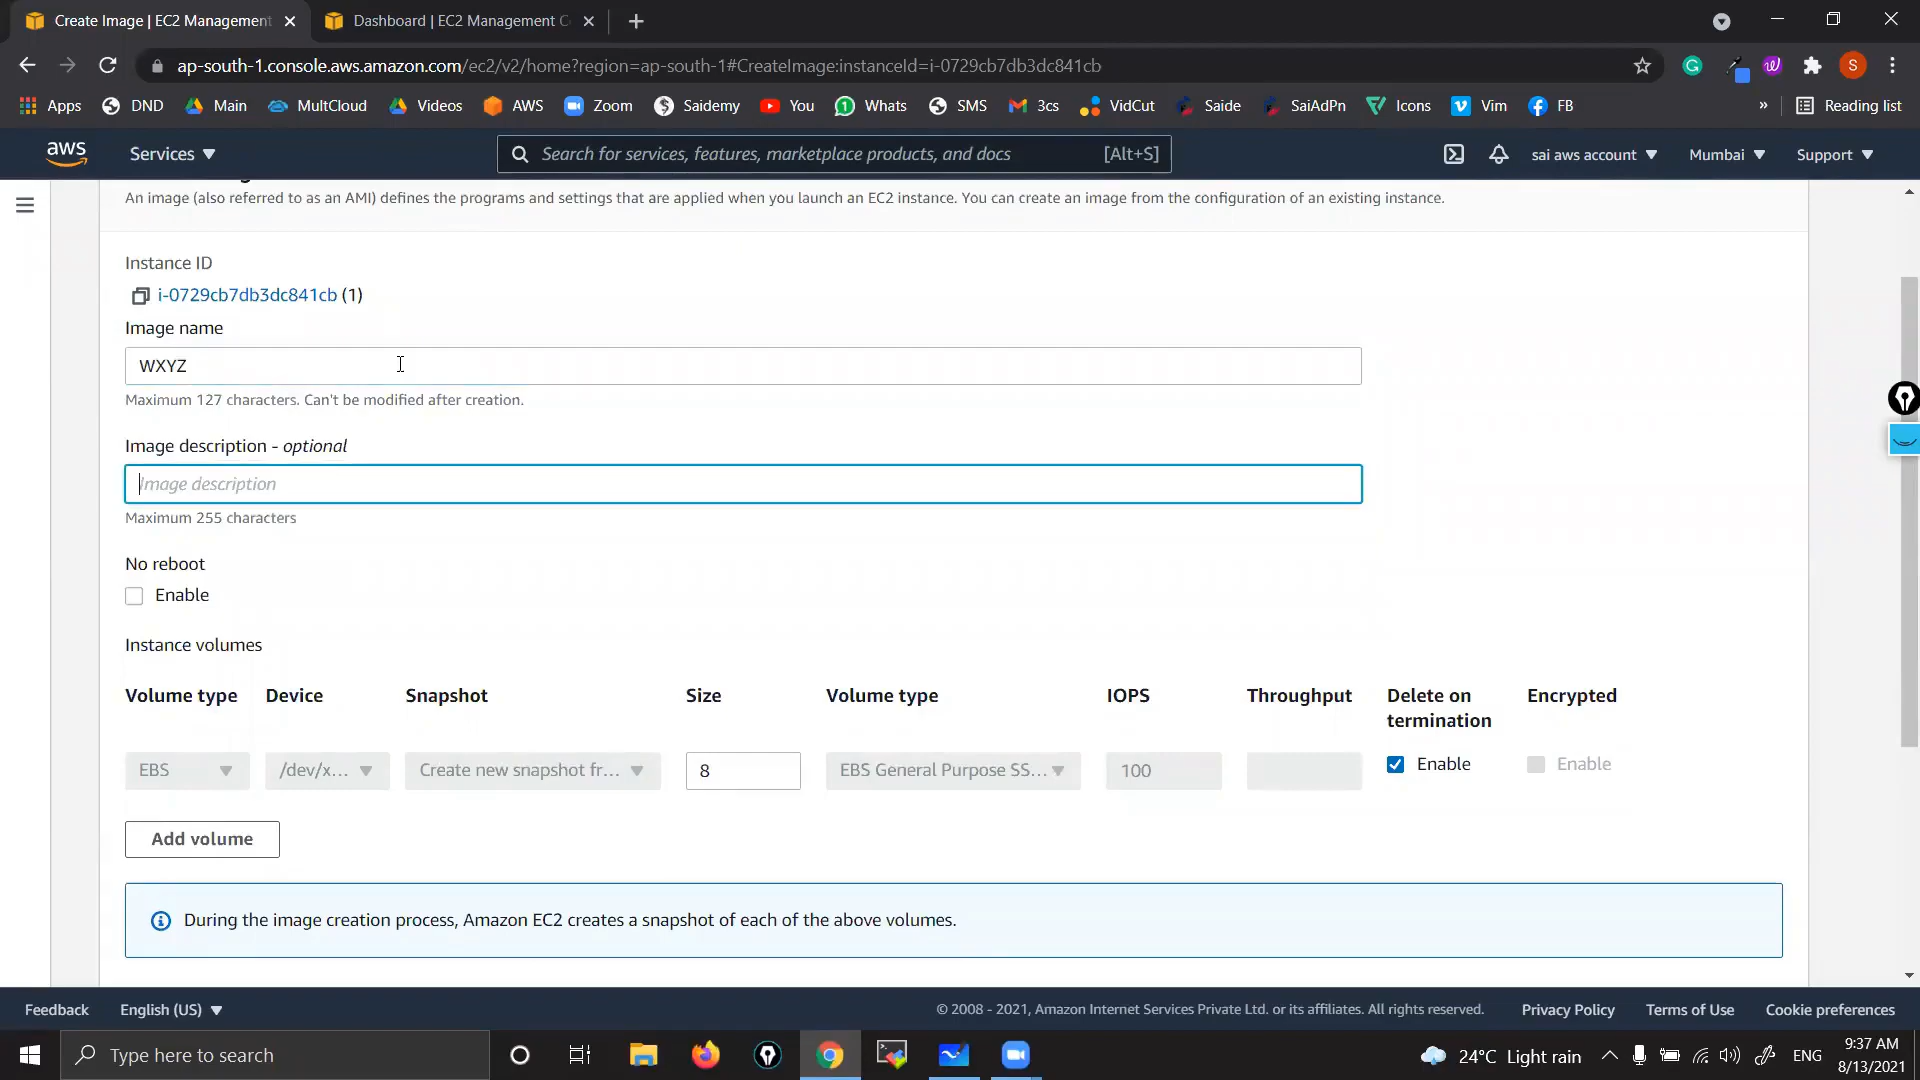 Create Image | EC2 Management
Dashboard | EC2 Management C
ap-south-1.console.aws.amazon.com/ec2/v2/home?region=ap-south-1#CreateImage:instanceId=i-0729cb7db3dc841cb
S
Apps DND Main MultCloud Videos AWS Zoom Saidemy You Whats SMS 3cs VidCut Saide SaiAdPn Icons Vim FB » Reading list
aws Services Search for services, features, marketplace products, and docs [Alt+S] sai aws account Mumbai Support
An image (also referred to as an AMI) defines the programs and settings that are applied when you launch an EC2 instance. You can create an image from the configuration of an existing instance.
Instance ID
i-0729cb7db3dc841cb (1)
Image name
WXYZ
Maximum 127 characters. Can't be modified after creation.
Image description - optional
Image description
Maximum 255 characters
No reboot
Enable
Instance volumes
Volume type Device Snapshot Size Volume type IOPS Throughput Delete on termination Encrypted
EBS /dev/x... Create new snapshot fr... 8 EBS General Purpose SS... 100 Enable Enable
Add volume
During the image creation process, Amazon EC2 creates a snapshot of each of the above volumes.
Feedback English (US) © 2008 - 2021, Amazon Internet Services Private Ltd. or its affiliates. All rights reserved. Privacy Policy Terms of Use Cookie preferences
Type here to search 24°C Light rain ENG 9:37 AM
8/13/2021